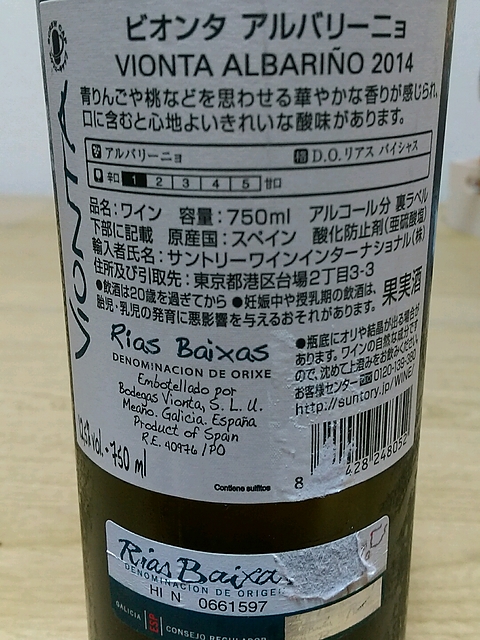 ビオンタ アルバリーニョ
VIONTA ALBARIÑO 2014
青りんごや桃などを思わせる華やかな香りが感じられ、
口に含むと心地よいきれいな酸味があります。
アルバリーニョ
D.O.リアス バイシャス
辛口 1 2 3 4 5 甘口
品名:ワイン 容量:750ml アルコール分 裏ラベル
下部に記載 原産国:スペイン 酸化防止剤(亜硫酸塩)
輸入者氏名:サントリーワインインターナショナル(株)
住所及び引取先:東京都港区台場2丁目3-3
●飲酒は20歳を過ぎてから ●妊娠中や授乳期の飲酒は、
胎児・乳児の発育に悪影響を与えるおそれがあります。
果実酒
VIONTA
Rias Baixas
DENOMINACION DE ORIXE
Embotellado por
Bodegas Vionta, S. L. U.
Meaño. Galicia. España
Product of Spain
R.E. 40976 / PO
vol. - 750 ml
Contiene sulfitos
●瓶底にオリや結晶が出る場合が
あります。ワインの自然な成分です
ので、沈めて上澄みをお飲みください。
お客様センター 0120-139-380
http://suntory.jp/WINE/
8 428248052
Rias Baixa
DENOMINACION DE ORIGE
HI N 0661597
GALICIA
ESP
CONSEJO REGULADOR